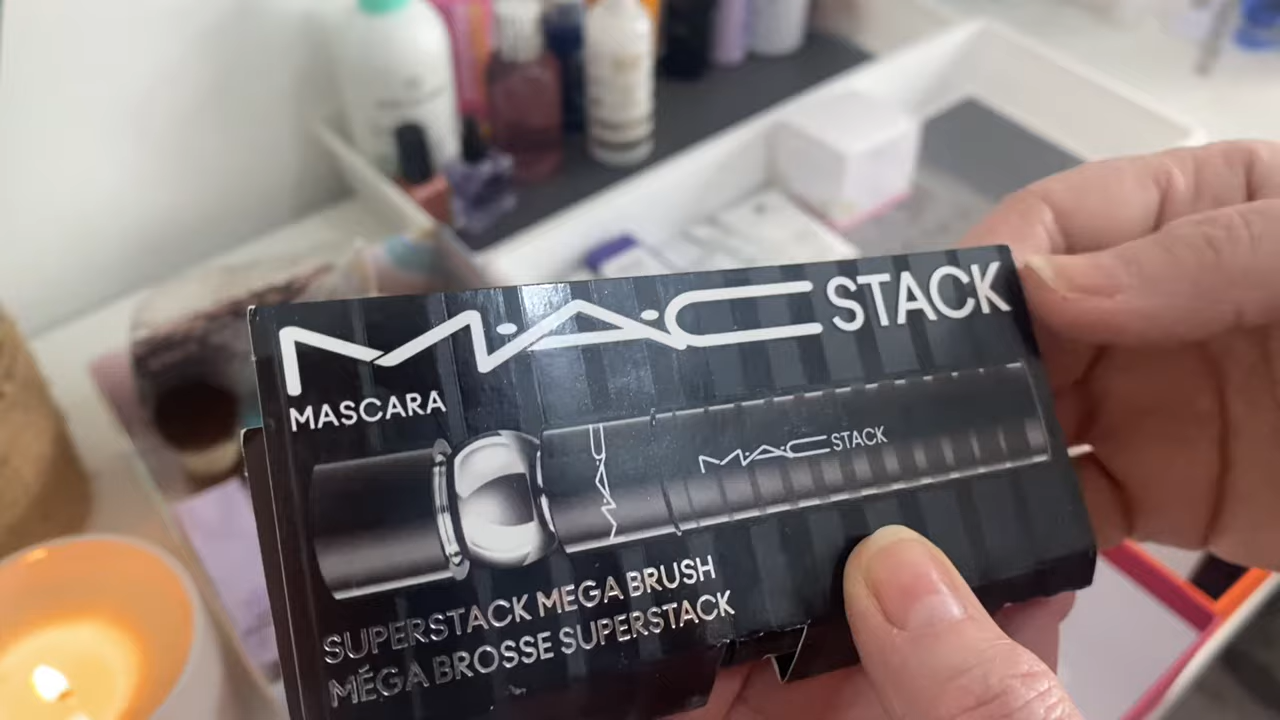 M·A·C STACK
MASCARA
M·A·C
M·A·C STACK
SUPERSTACK MEGA BRUSH
MÉGA BROSSE SUPERSTACK